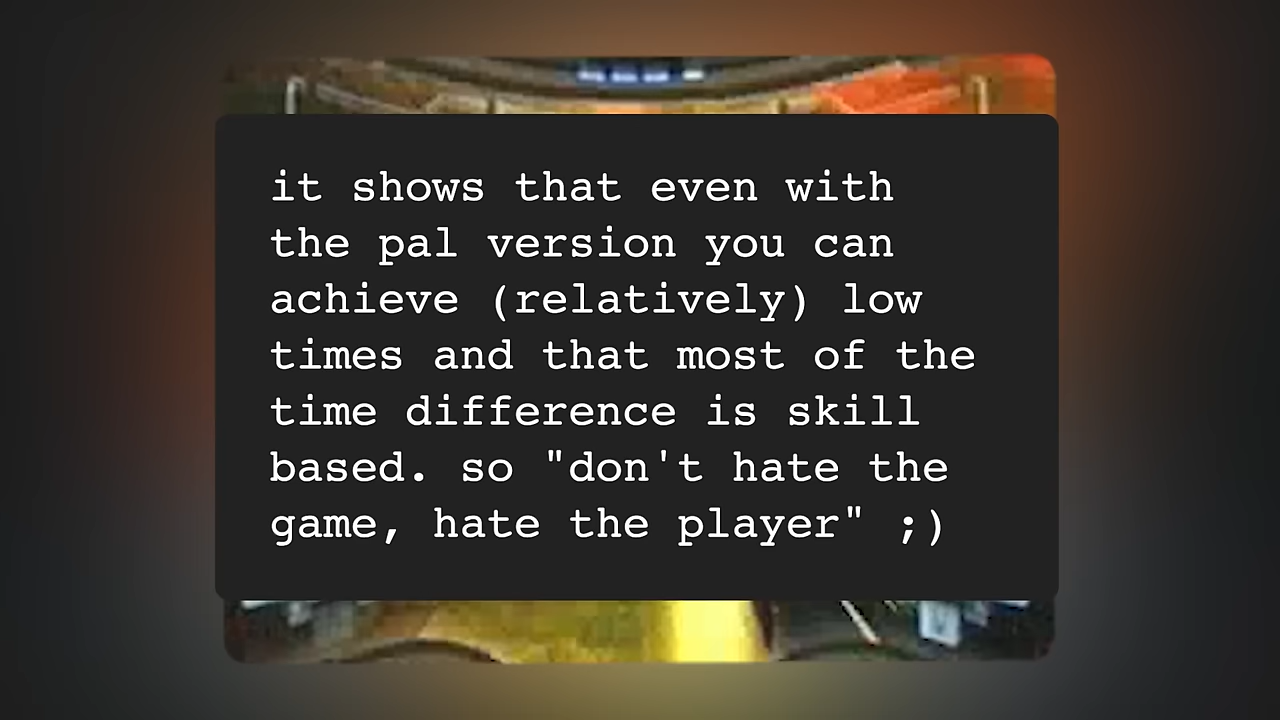 it shows that even with
the pal version you can
achieve (relatively) low
times and that most of the
time difference is skill
based. so "don't hate the
game, hate the player" ;)